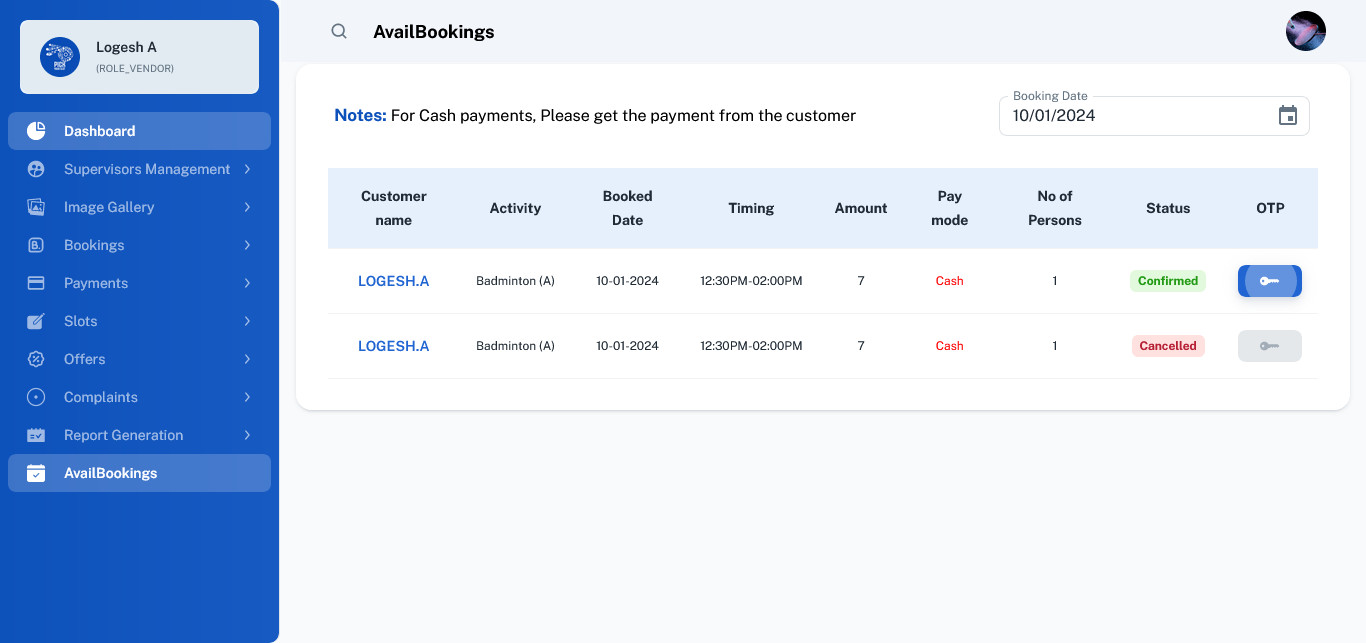 Logesh A
(ROLE_VENDOR)
Dashboard
Supervisors Management
Image Gallery
Bookings
Payments
Slots
Offers
Complaints
Report Generation
AvailBookings
AvailBookings
Notes: For Cash payments, Please get the payment from the customer
Booking Date
10/01/2024
Customer name Activity Booked Date Timing Amount Pay mode No of Persons Status OTP
LOGESH.A Badminton (A) 10-01-2024 12:30PM-02:00PM 7 Cash 1 Confirmed
LOGESH.A Badminton (A) 10-01-2024 12:30PM-02:00PM 7 Cash 1 Cancelled